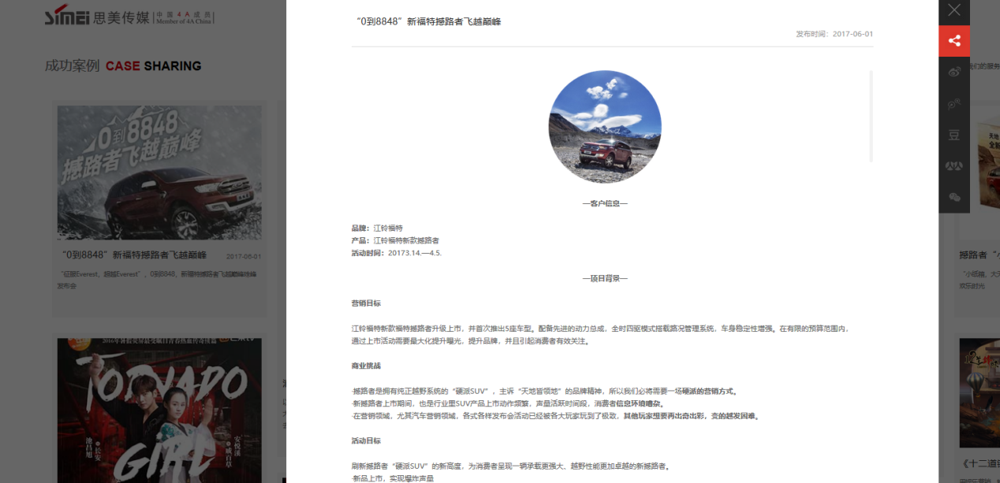 SiMEi 思美传媒 中国4A成员
Member of 4A China
成功案例 CASE SHARING
0到8848
撼路者飞越巅峰
“0到8848”新福特撼路者飞越巅峰 2017-06-01
“征服Everest，超越Everest”，0到8848，新福特撼路者飞越巅峰线峰
发布会
TORNADO
GIRL
“0到8848”新福特撼路者飞越巅峰
发布时间：2017-06-01
—客户信息—
品牌：江铃福特
产品：江铃福特新款撼路者
活动时间：20173.14.—4.5.
—项目背景—
营销目标
江铃福特新款福特撼路者升级上市，并首次推出5座车型。配备先进的动力总成，全时四驱模式搭载路况管理系统，车身稳定性增强。在有限的预算范围内，
通过上市活动需要最大化提升曝光，提升品牌，并且引起消费者有效关注。
商业挑战
·撼路者是拥有纯正越野系统的“硬派SUV”，主诉“天地皆领地”的品牌精神，所以我们必将需要一场硬派的营销方式。
·新撼路者上市期间，也是行业里SUV产品上市动作频繁，声量活跃时间段，消费者信息环境嘈杂。
·在营销领域，尤其汽车营销领域，各式各样发布会活动已经被各大玩家玩到了极致，其他玩家想要再出奇出彩，变的越发困难。
活动目标
刷新撼路者“硬派SUV”的新高度，为消费者呈现一辆承载更强大、越野性能更加卓越的新撼路者。
·新品上市，实现爆炸声量
豆
我们的服务
撼路者“小
“小纸箱，大天
欢乐时光
《十二道锋